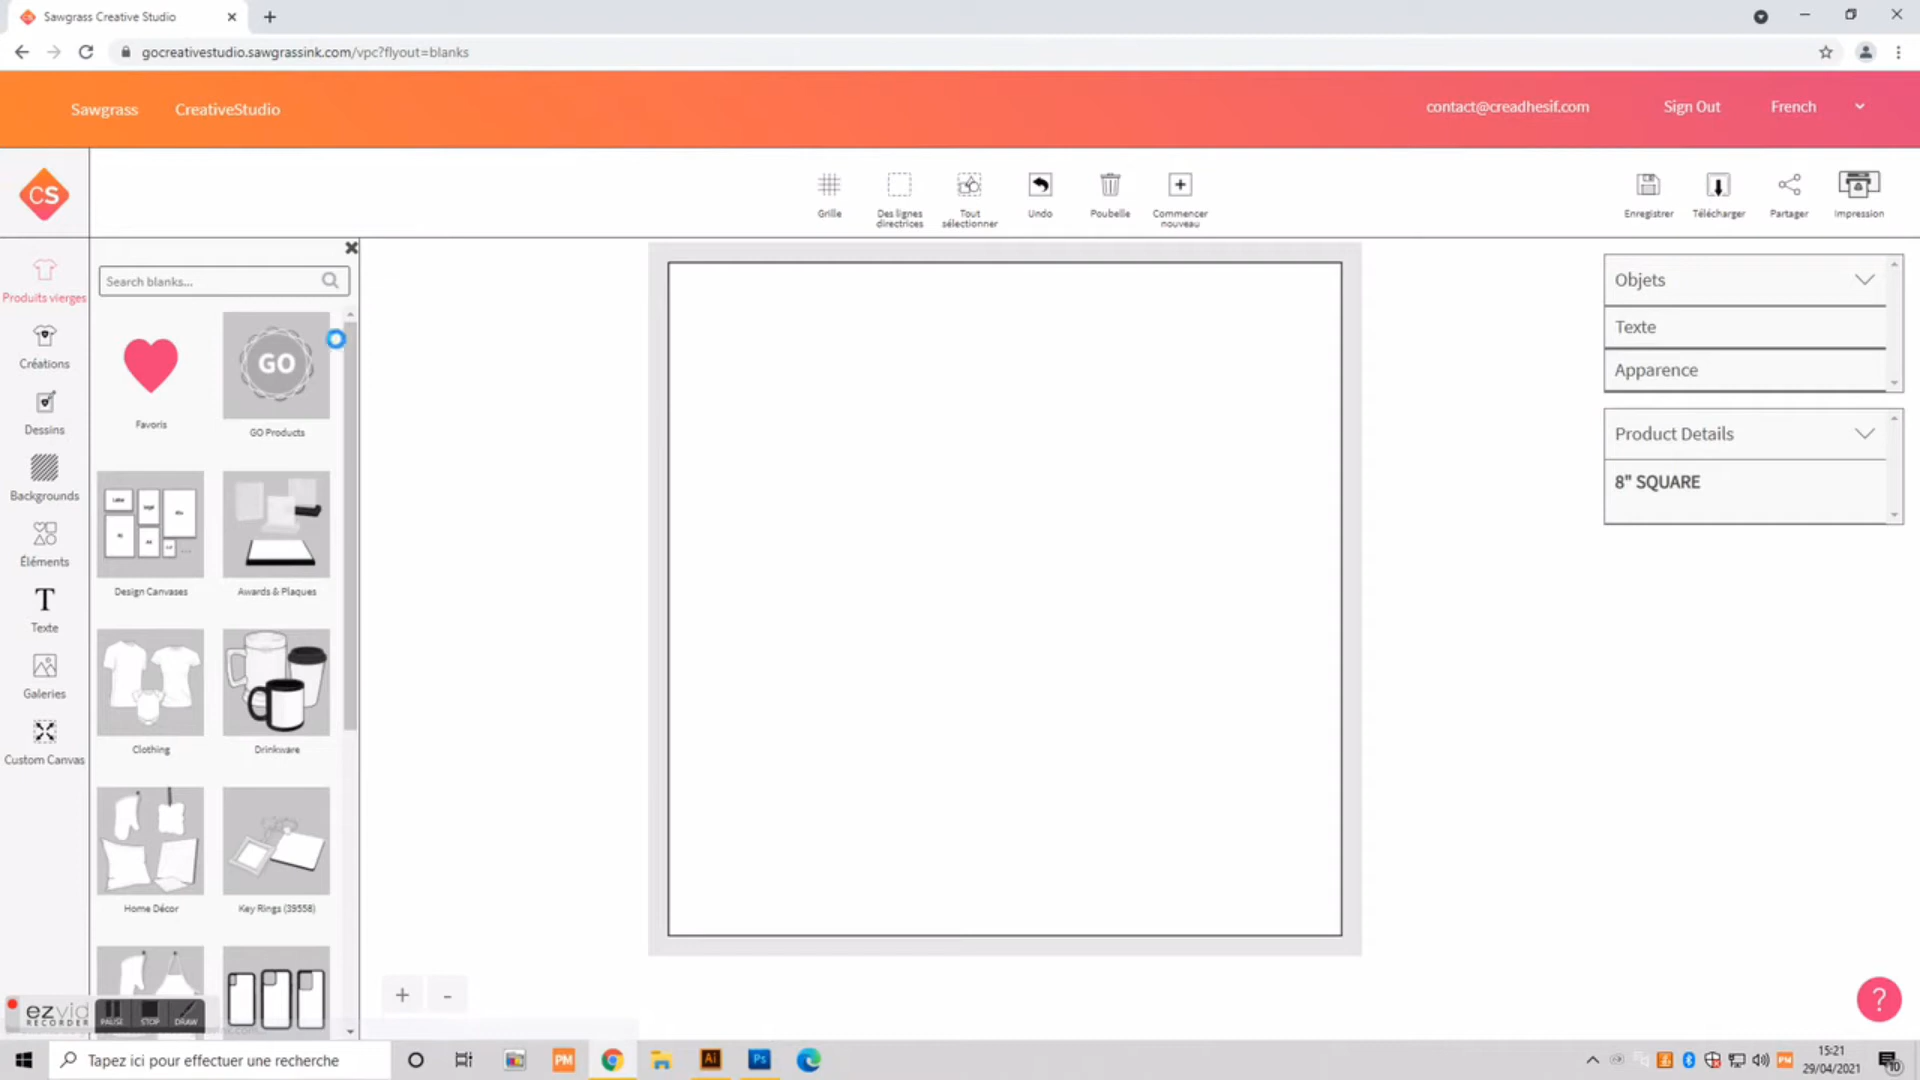 Sawgrass Creative Studio
gocreativestudio.sawgrassink.com/vpc?flyout=blanks
Sawgrass
CreativeStudio
contact@creadhesif.com
Sign Out
French
CS
Grille
Des lignes
directrices
Tout
sélectionner
Undo
Poubelle
Commencer
nouveau
Enregistrer
Télécharger
Partager
Impression
Produits vierges
Créations
Dessins
Backgrounds
Éléments
T
Texte
Galeries
Custom Canvas
Search blanks...
Favoris
GO
GO Products
Design Canvases
Awards & Plaques
Clothing
Drinkware
Home Décor
Key Rings (39558)
Objets
Texte
Apparence
Product Details
8" SQUARE
+
-
?
ezvid
RECORDER
PAUSE
STOP
DRAW
Tapez ici pour effectuer une recherche
PM
Ai
Ps
PM
15:21
29/04/2021
10